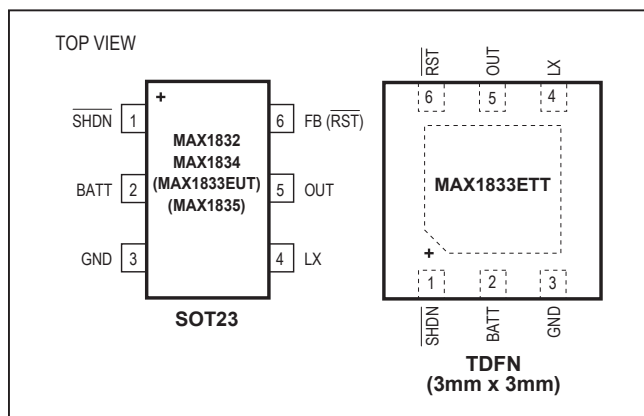 TOP VIEW
+
MAX1832
MAX1834
(MAX1833EUT)
(MAX1835)
SHDN 1
BATT 2
GND 3
6 FB (RST)
5 OUT
4 LX
SOT23
RST
OUT
LX
6
5
4
MAX1833ETT
+
1
2
3
SHDN
BATT
GND
TDFN
(3mm x 3mm)